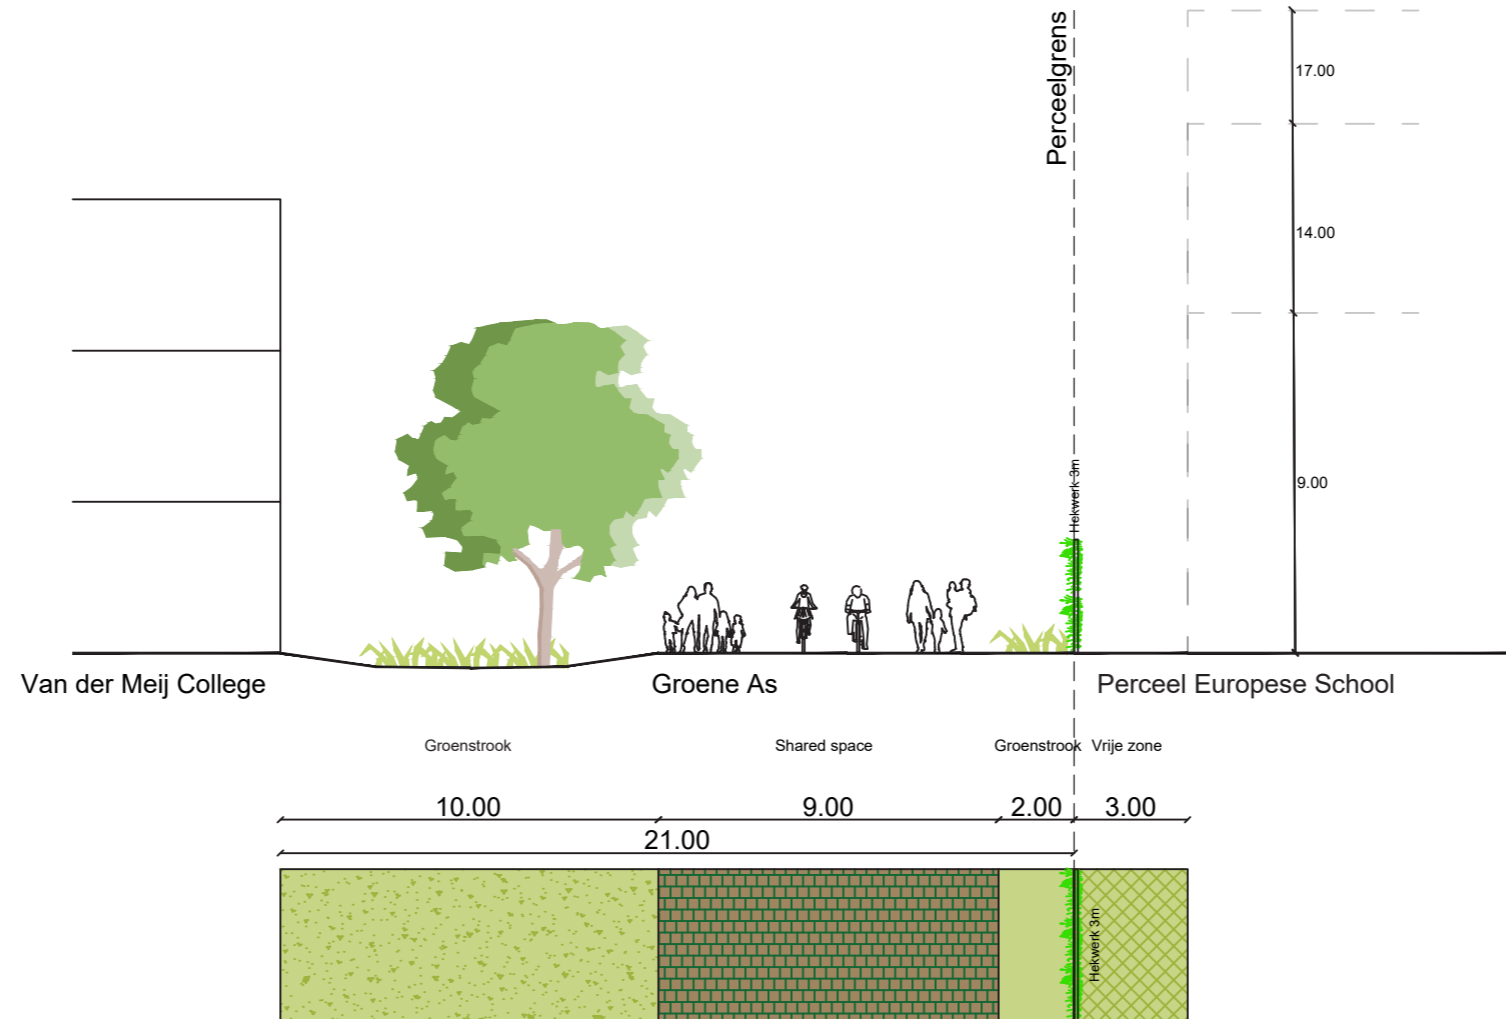 Perceelgrens
17.00
14.00
Hekwerk 3m
9.00
Van der Meij College
Groene As
Perceel Europese School
Groenstrook
Shared space
Groenstrook
Vrije zone
10.00
9.00
2.00
3.00
21.00
Hekwerk 3m